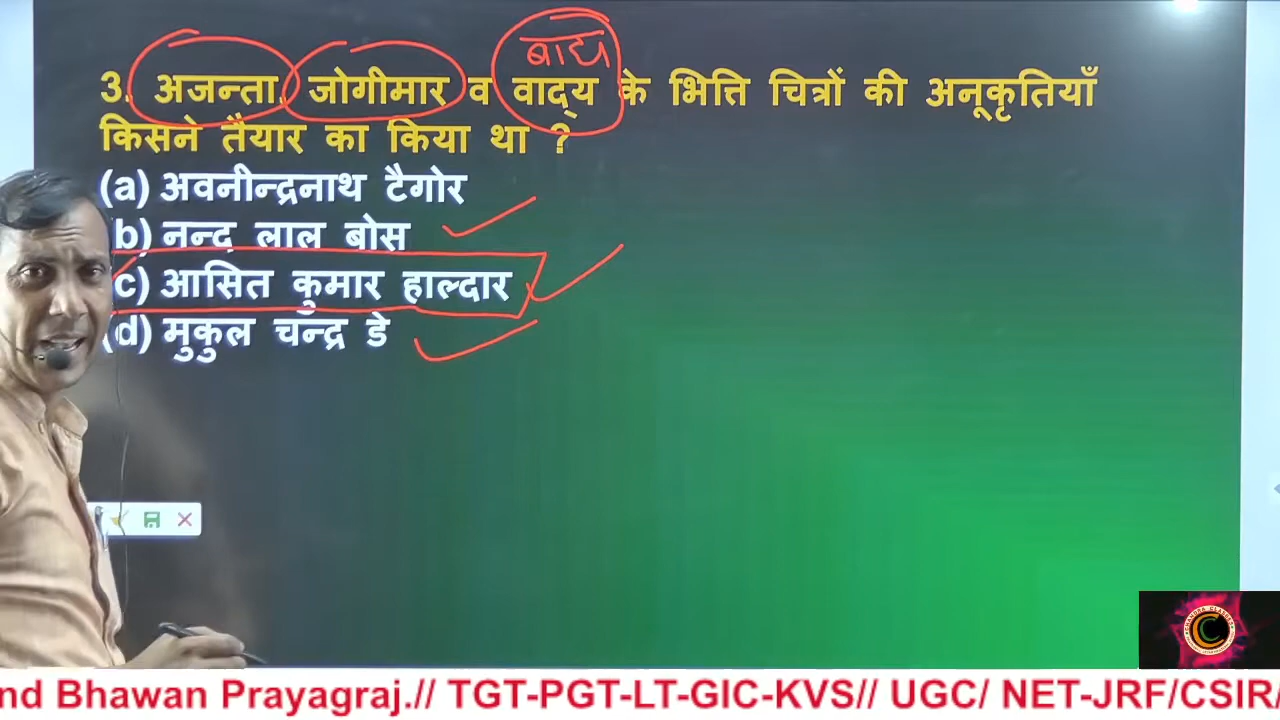 बाद्य
3. अजन्ता, जोगीमार व वाद्य के भित्ति चित्रों की अनूकृतियाँ
किसने तैयार का किया था ?
(a) अवनीन्द्रनाथ टैगोर
(b) नन्द लाल बोस
(c) आसित कुमार हाल्दार
(d) मुकुल चन्द्र डे
nd Bhawan Prayagraj.// TGT-PGT-LT-GIC-KVS// UGC/ NET-JRF/CSIR/